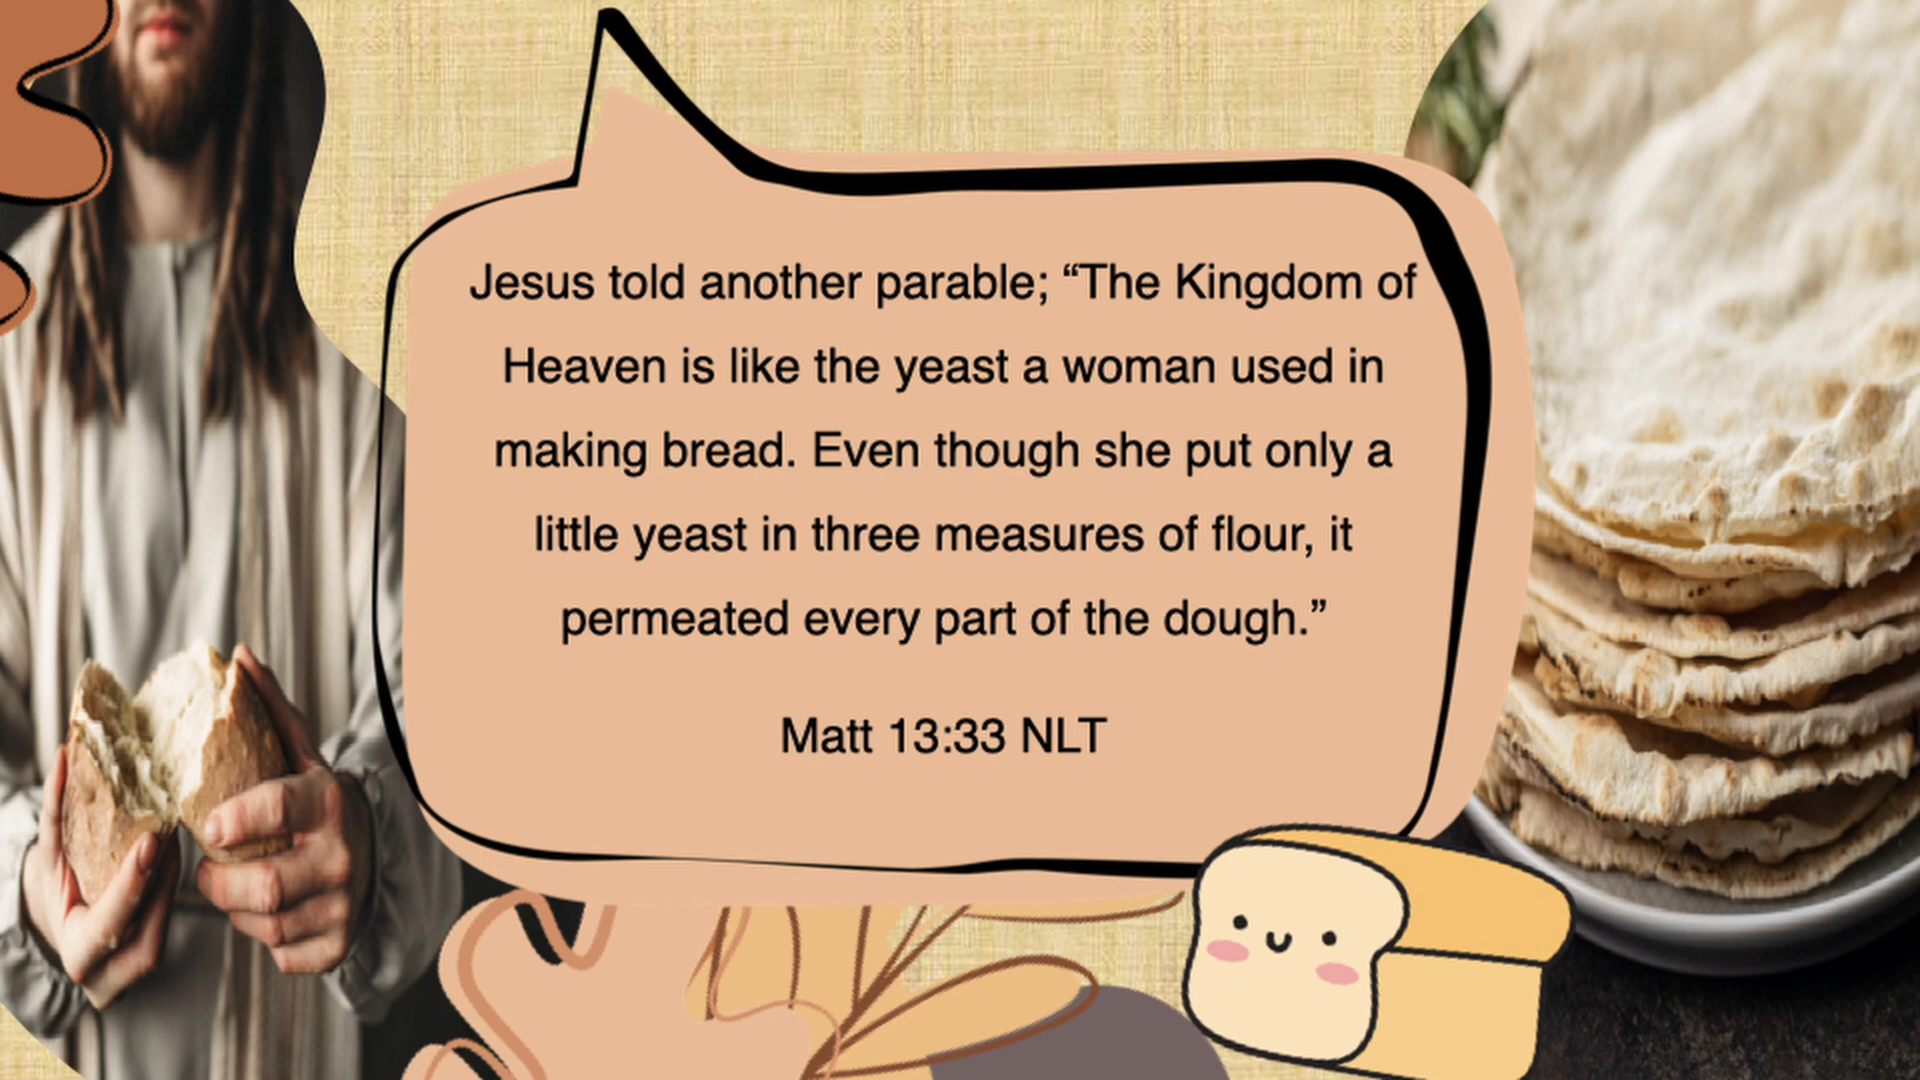 Jesus told another parable; “The Kingdom of
Heaven is like the yeast a woman used in
making bread. Even though she put only a
little yeast in three measures of flour, it
permeated every part of the dough.”
Matt 13:33 NLT